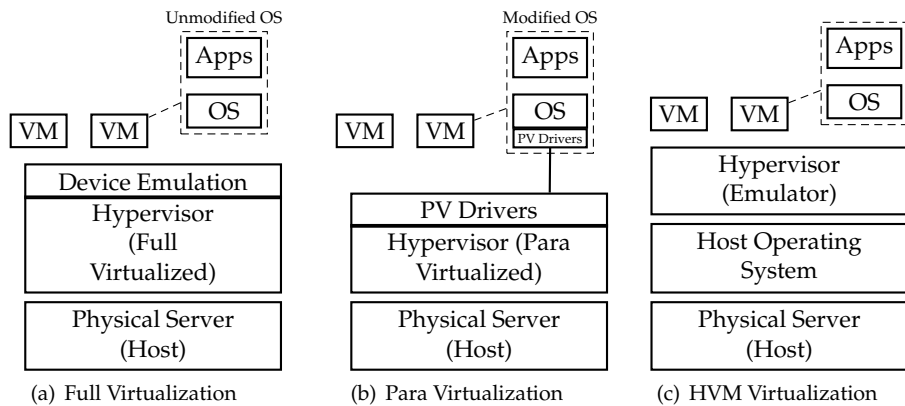 Unmodified OS
Apps
OS
VM
VM
Device Emulation
Hypervisor
(Full
Virtualized)
Physical Server
(Host)
(a) Full Virtualization
Modified OS
Apps
OS
PV Drivers
VM
VM
PV Drivers
Hypervisor (Para
Virtualized)
Physical Server
(Host)
(b) Para Virtualization
Apps
OS
VM
VM
Hypervisor
(Emulator)
Host Operating
System
Physical Server
(Host)
(c) HVM Virtualization